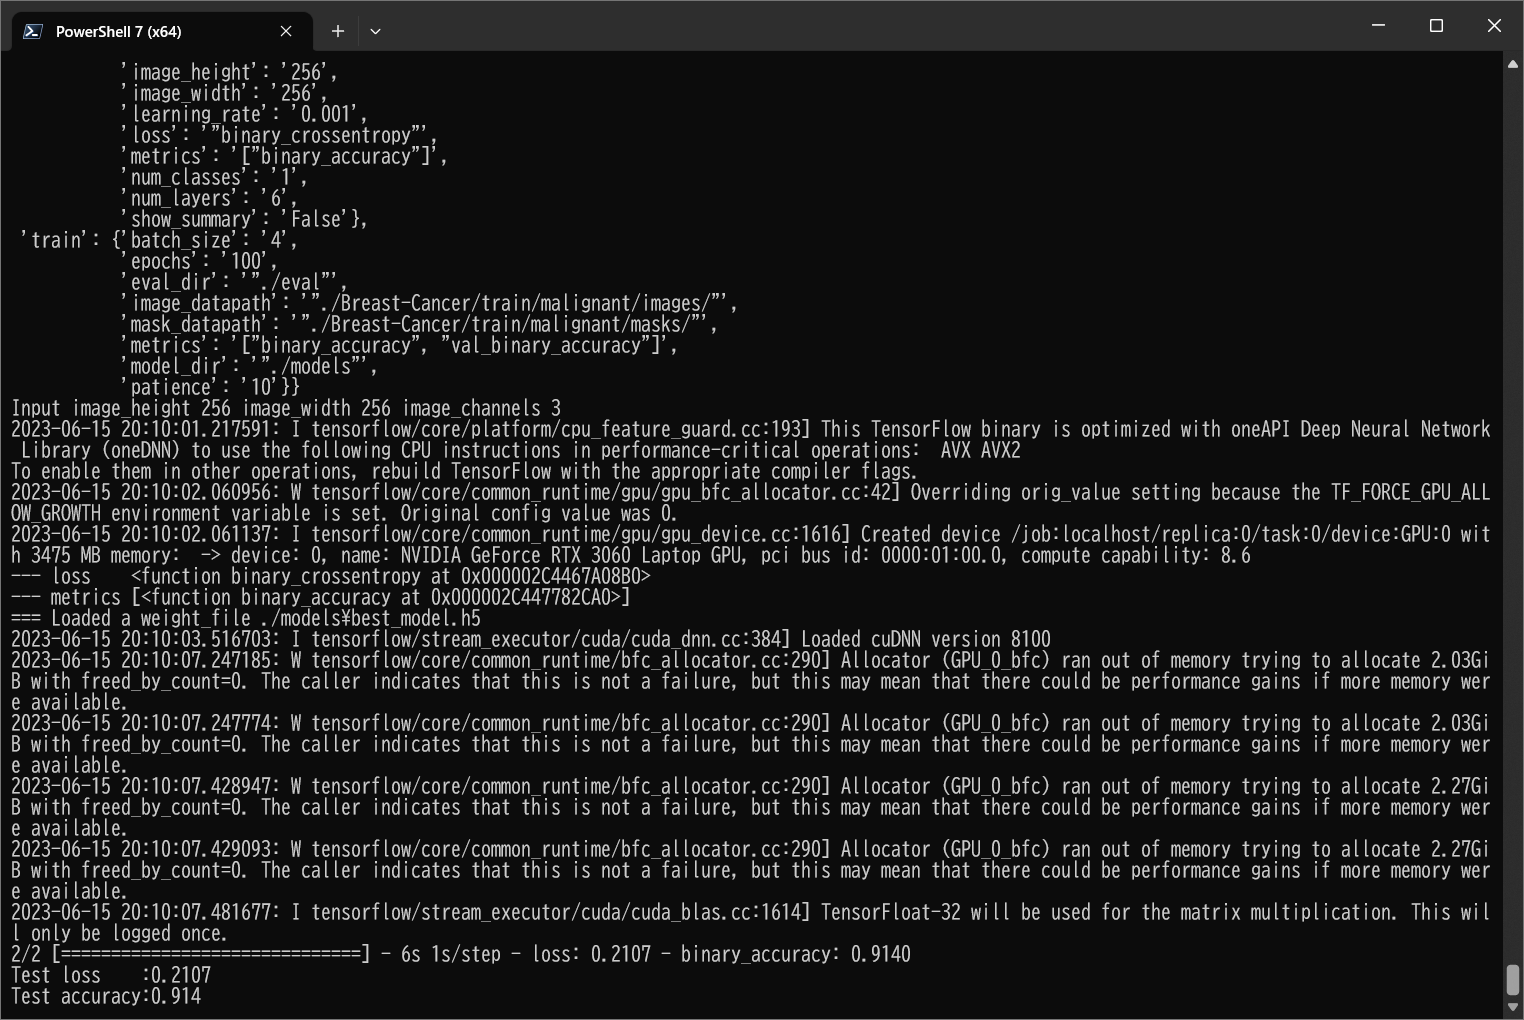 PowerShell 7 (x64)
'image_height': '256',
'image_width': '256',
'learning_rate': '0.001',
'loss': '"binary_crossentropy"',
'metrics': '["binary_accuracy"]',
'num_classes': '1',
'num_layers': '6',
'show_summary': 'False'},
'train': {'batch_size': '4',
'epochs': '100',
'eval_dir': '"./eval"',
'image_datapath': '"./Breast-Cancer/train/malignant/images/"',
'mask_datapath': '"./Breast-Cancer/train/malignant/masks/"',
'metrics': '["binary_accuracy", "val_binary_accuracy"]',
'model_dir': '"./models"',
'patience': '10'}}
Input image_height 256 image_width 256 image_channels 3
2023-06-15 20:10:01.217591: I tensorflow/core/platform/cpu_feature_guard.cc:193] This TensorFlow binary is optimized with oneAPI Deep Neural Network
Library (oneDNN) to use the following CPU instructions in performance-critical operations:  AVX AVX2
To enable them in other operations, rebuild TensorFlow with the appropriate compiler flags.
2023-06-15 20:10:02.060956: W tensorflow/core/common_runtime/gpu/gpu_bfc_allocator.cc:42] Overriding orig_value setting because the TF_FORCE_GPU_ALL
OW_GROWTH environment variable is set. Original config value was 0.
2023-06-15 20:10:02.061137: I tensorflow/core/common_runtime/gpu/gpu_device.cc:1616] Created device /job:localhost/replica:0/task:0/device:GPU:0 wit
h 3475 MB memory:  -> device: 0, name: NVIDIA GeForce RTX 3060 Laptop GPU, pci bus id: 0000:01:00.0, compute capability: 8.6
--- loss    <function binary_crossentropy at 0x000002C4467A08B0>
--- metrics [<function binary_accuracy at 0x000002C447782CA0>]
=== Loaded a weight_file ./models¥best_model.h5
2023-06-15 20:10:03.516703: I tensorflow/stream_executor/cuda/cuda_dnn.cc:384] Loaded cuDNN version 8100
2023-06-15 20:10:07.247185: W tensorflow/core/common_runtime/bfc_allocator.cc:290] Allocator (GPU_0_bfc) ran out of memory trying to allocate 2.03Gi
B with freed_by_count=0. The caller indicates that this is not a failure, but this may mean that there could be performance gains if more memory wer
e available.
2023-06-15 20:10:07.247774: W tensorflow/core/common_runtime/bfc_allocator.cc:290] Allocator (GPU_0_bfc) ran out of memory trying to allocate 2.03Gi
B with freed_by_count=0. The caller indicates that this is not a failure, but this may mean that there could be performance gains if more memory wer
e available.
2023-06-15 20:10:07.428947: W tensorflow/core/common_runtime/bfc_allocator.cc:290] Allocator (GPU_0_bfc) ran out of memory trying to allocate 2.27Gi
B with freed_by_count=0. The caller indicates that this is not a failure, but this may mean that there could be performance gains if more memory wer
e available.
2023-06-15 20:10:07.429093: W tensorflow/core/common_runtime/bfc_allocator.cc:290] Allocator (GPU_0_bfc) ran out of memory trying to allocate 2.27Gi
B with freed_by_count=0. The caller indicates that this is not a failure, but this may mean that there could be performance gains if more memory wer
e available.
2023-06-15 20:10:07.481677: I tensorflow/stream_executor/cuda/cuda_blas.cc:1614] TensorFloat-32 will be used for the matrix multiplication. This wil
l only be logged once.
2/2 [==============================] - 6s 1s/step - loss: 0.2107 - binary_accuracy: 0.9140
Test loss    :0.2107
Test accuracy:0.914